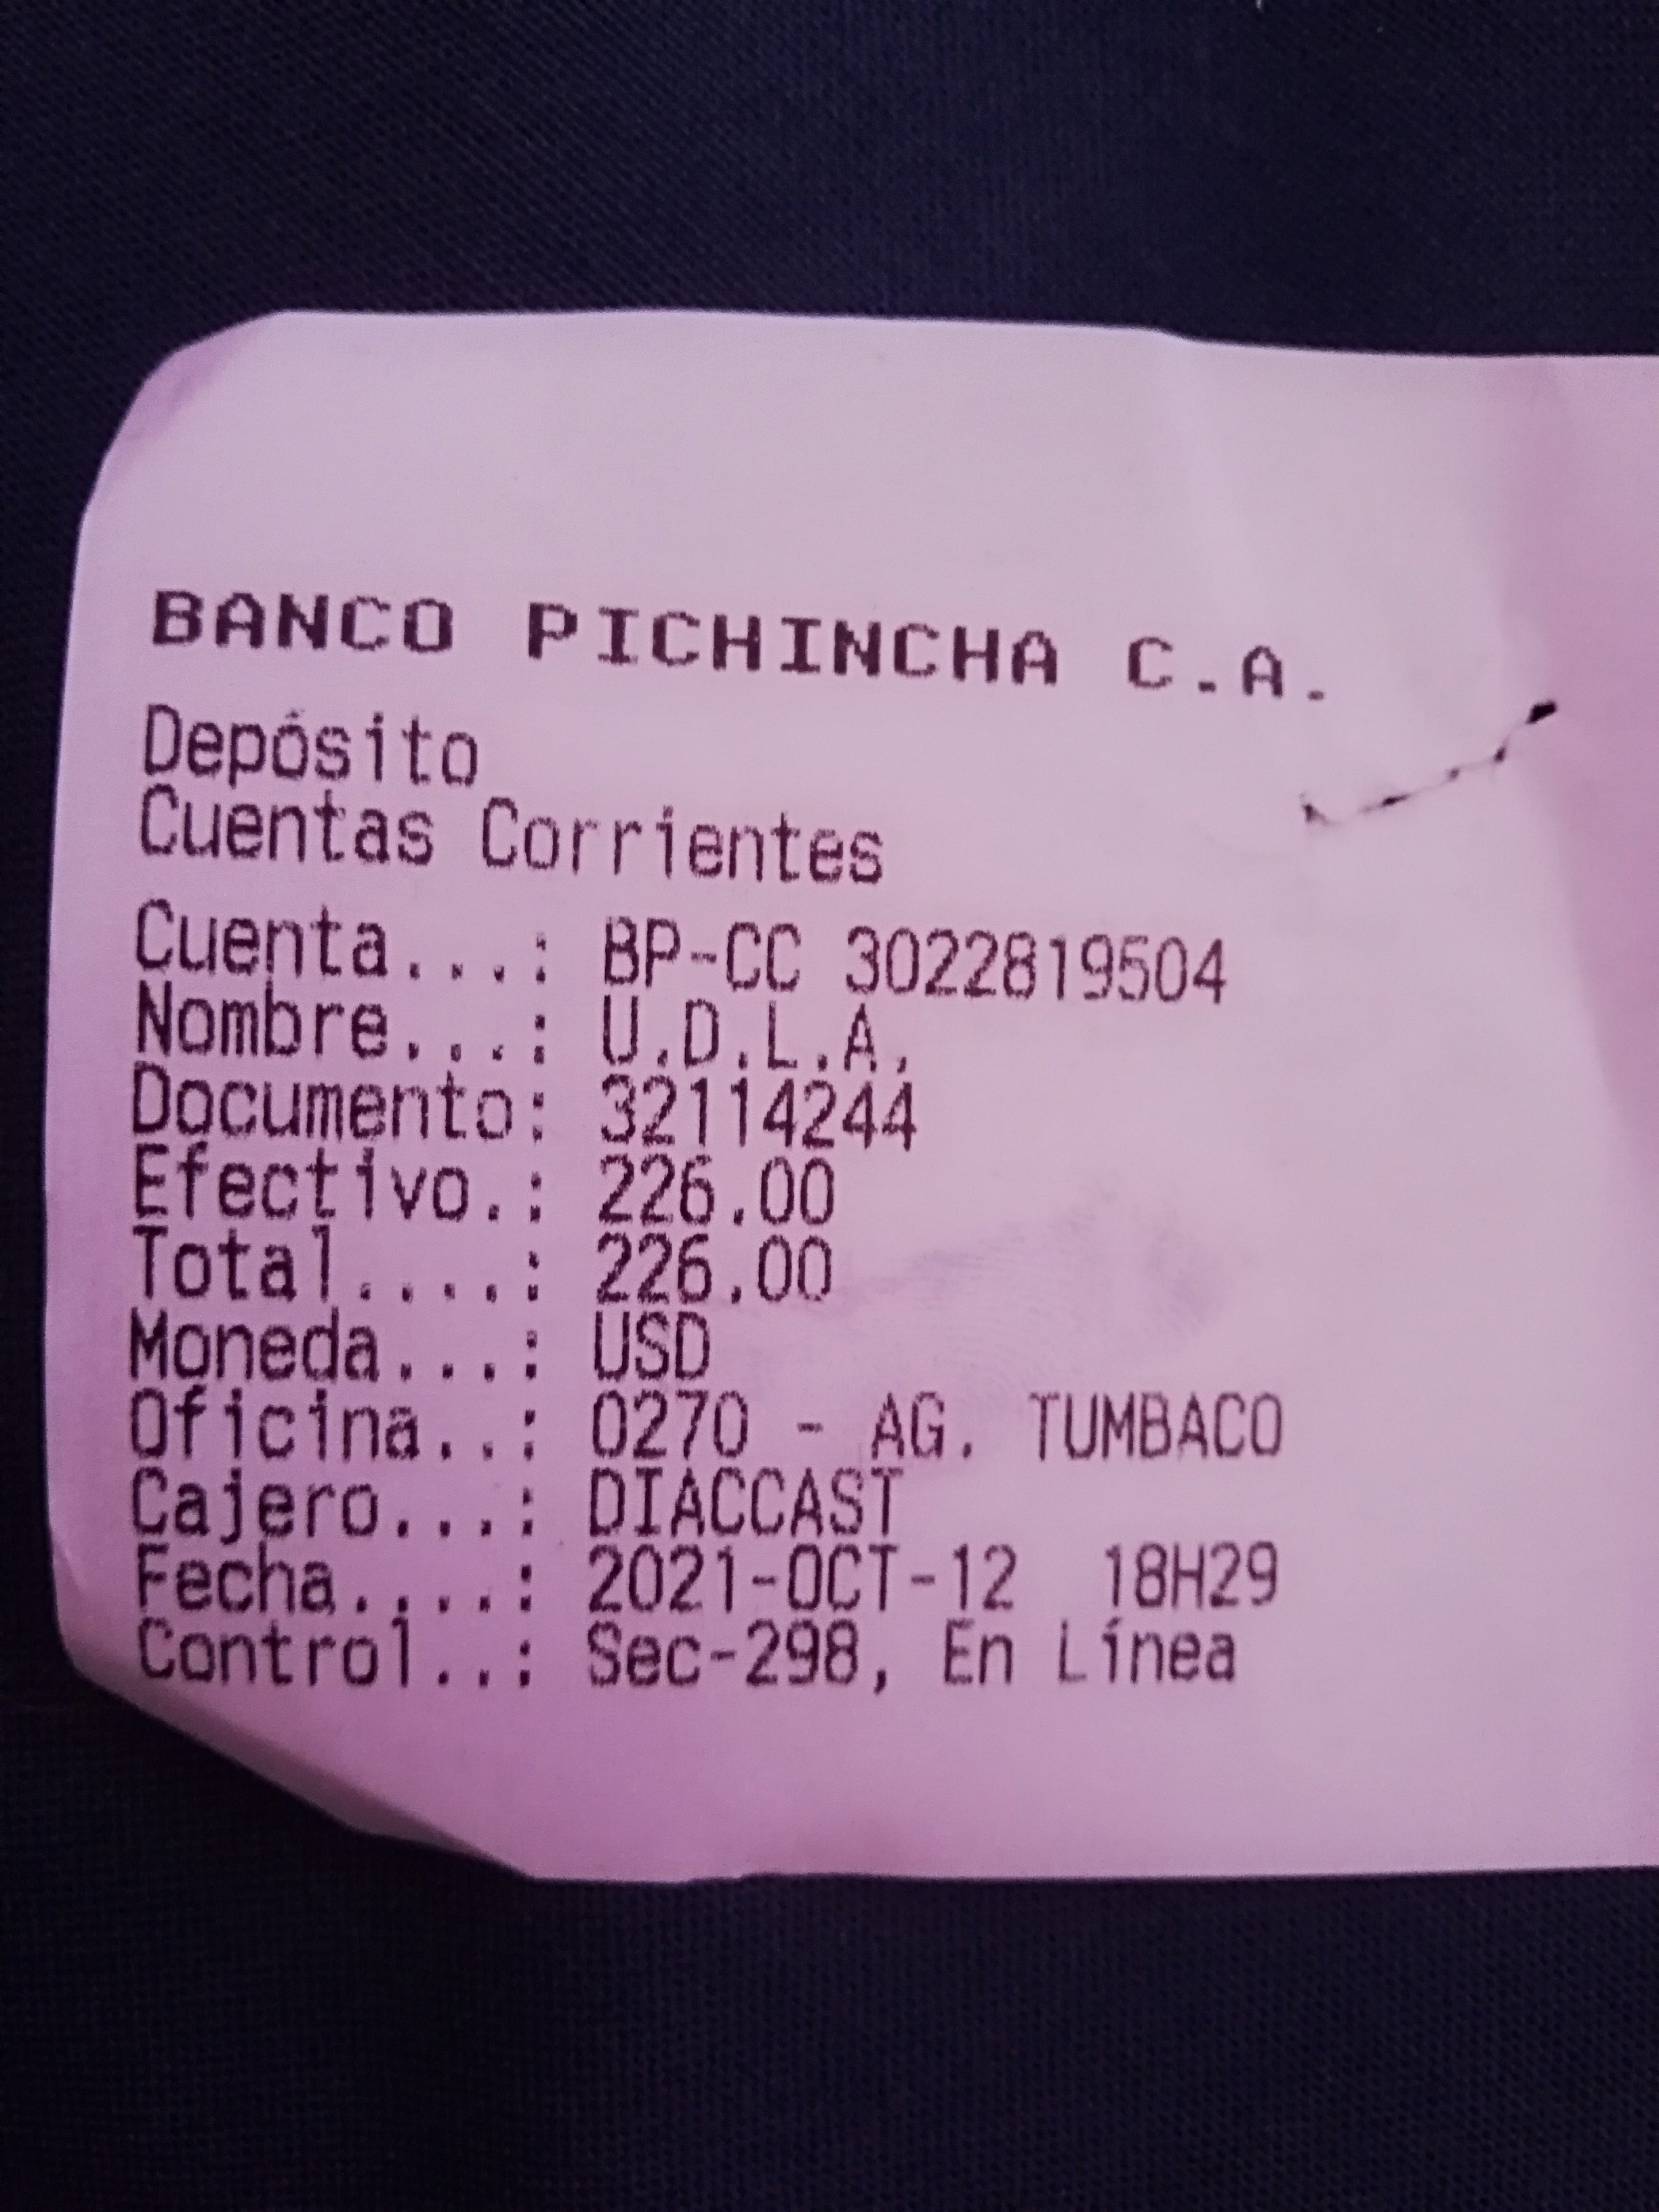 BANCO PICHINCHA C.A.
Depósito
Cuentas Corrientes
Cuenta...: BP-CC 3022819504
Nombre...: U.D.L.A.
Documento: 32114244
Efectivo.: 226.00
Total....: 226.00
Moneda...: USD
Oficina..: 0270 - AG. TUMBACO
Cajero...: DIACCAST
Fecha....: 2021-OCT-12 18H29
Control..: Sec-298, En Línea